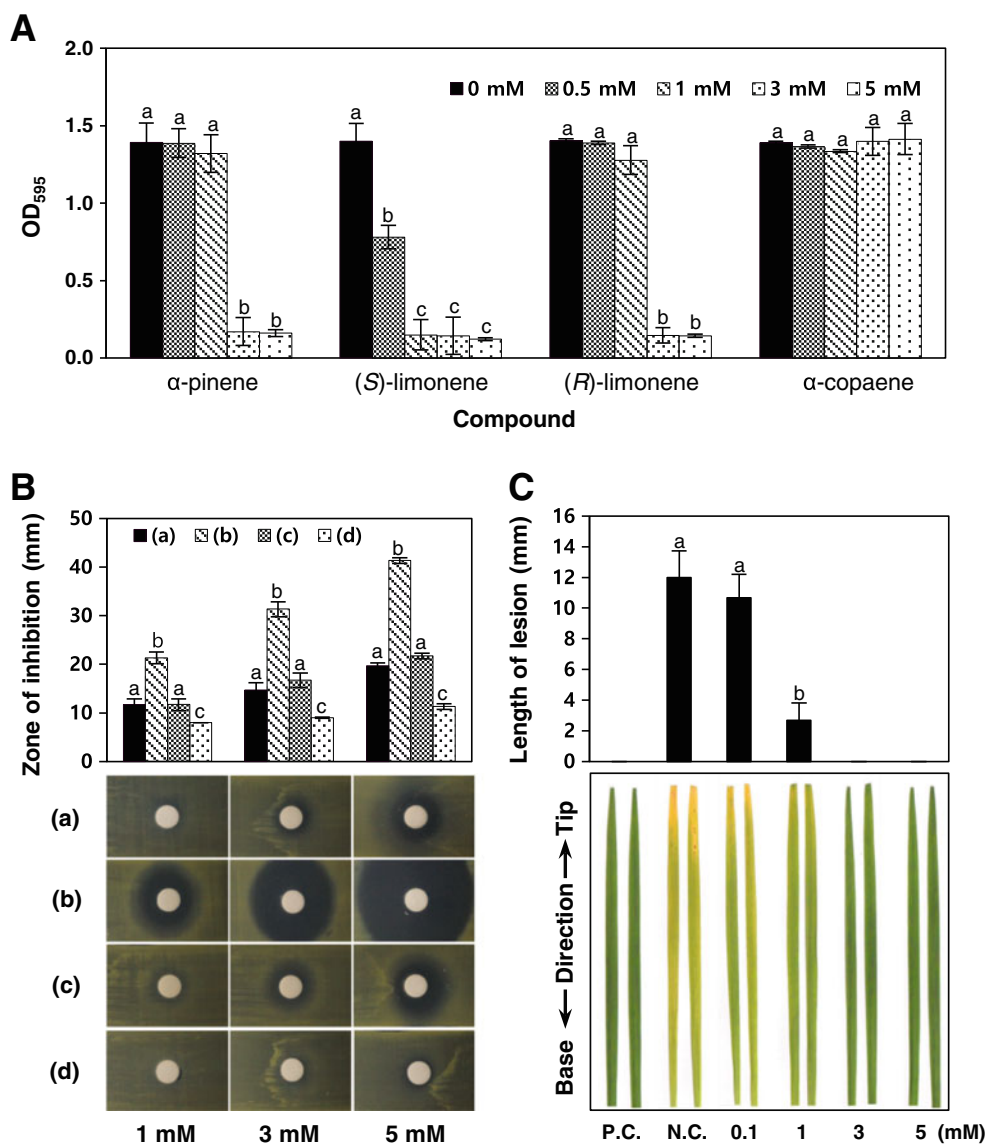 A
2.0
1.5
1.0
0.5
0.0
OD595
0 mM 0.5 mM 1 mM 3 mM 5 mM
a a a b b
a b c c c
a a a b b
a a a a a
α-pinene (S)-limonene (R)-limonene α-copaene
Compound
B
50
40
30
20
10
0
Zone of inhibition (mm)
(a) (b) (c) (d)
a b a c
a b a c
a b a c
(a)
(b)
(c)
(d)
1 mM 3 mM 5 mM
C
16
14
12
10
8
6
4
2
0
Length of lesion (mm)
a a b
Base ← Direction → Tip
P.C. N.C. 0.1 1 3 5 (mM)